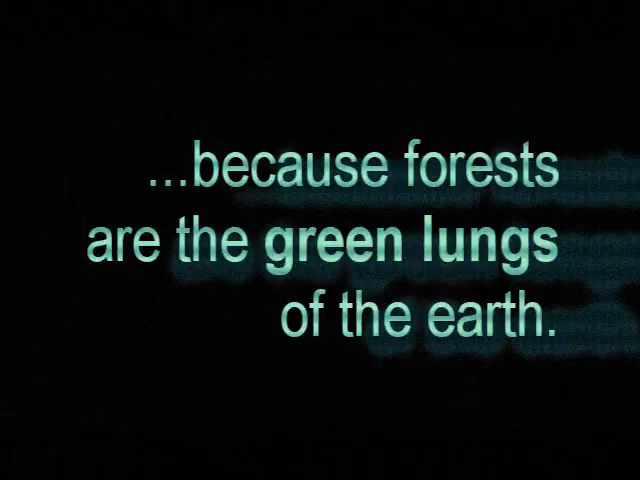 ...because forests
are the green lungs
of the earth.